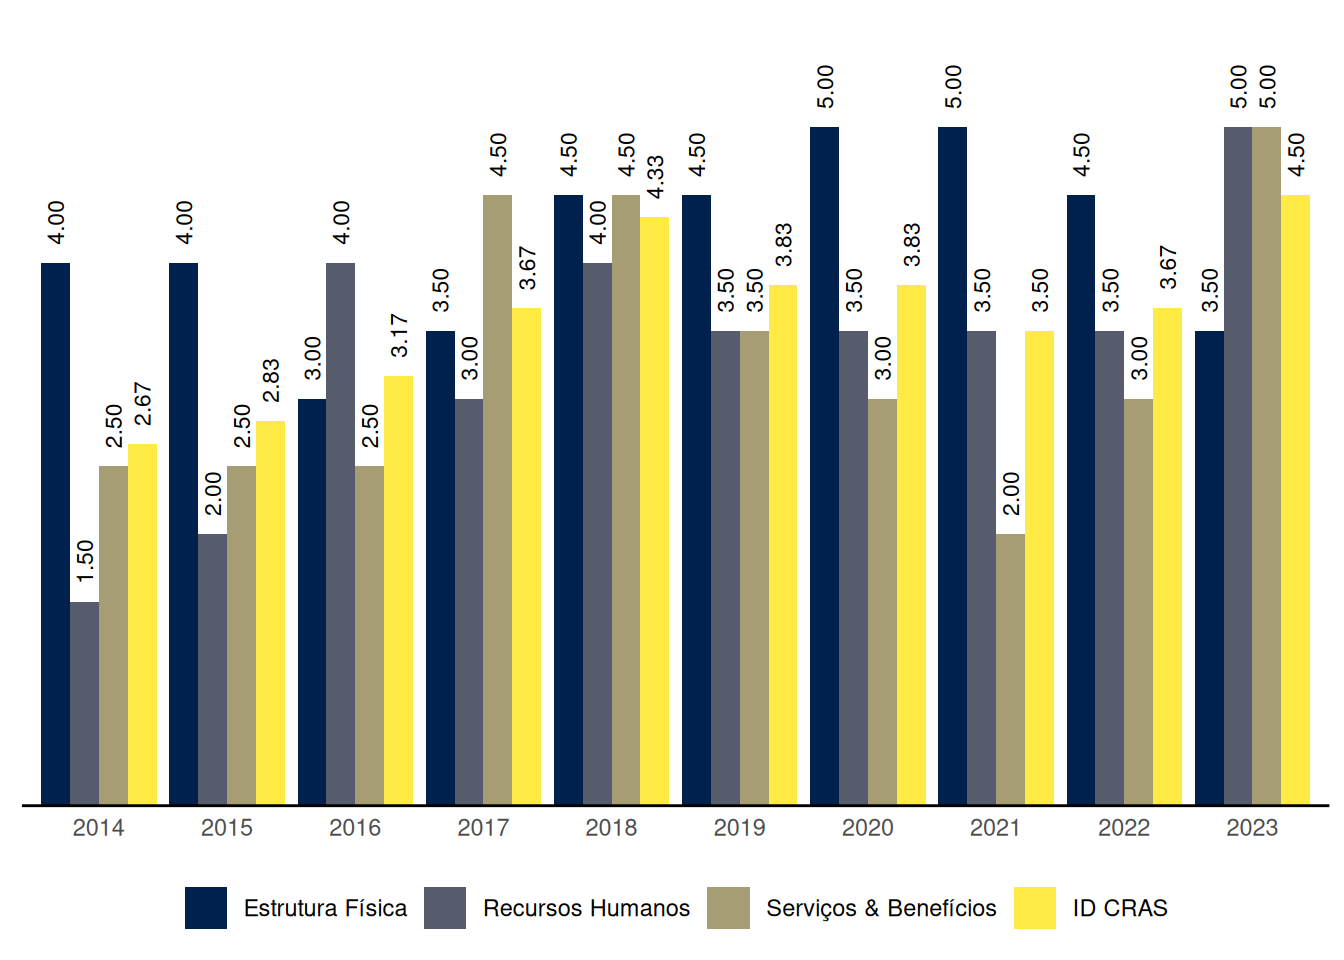 4.00 1.50 2.50 2.67 4.00 2.00 2.50 2.83 3.00 4.00 2.50 3.17 3.50 3.00 4.50 3.67 4.50 4.00 4.50 4.33 4.50 3.50 3.50 3.83 5.00 3.50 3.00 3.83 5.00 3.50 2.00 3.50 4.50 3.50 3.00 3.67 3.50 5.00 5.00 4.50
2014 2015 2016 2017 2018 2019 2020 2021 2022 2023
Estrutura Física Recursos Humanos Serviços & Benefícios ID CRAS